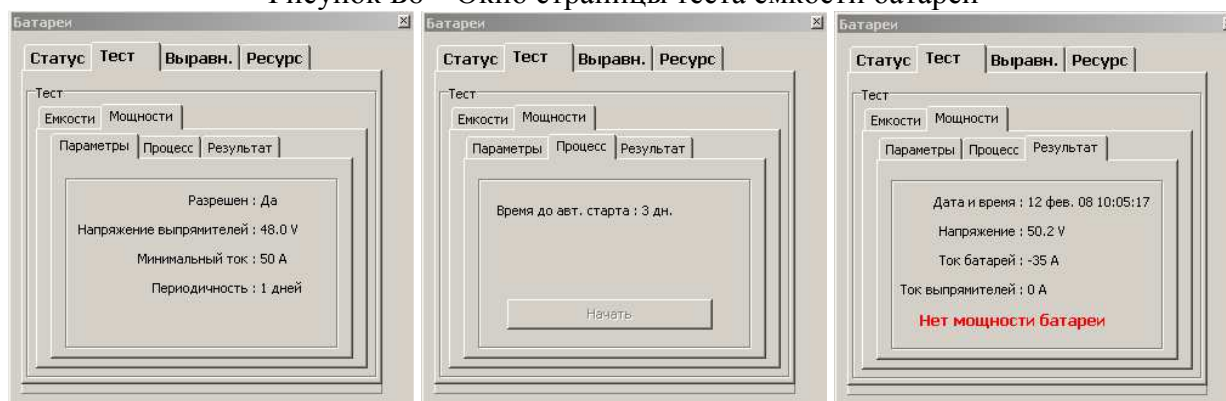 Рисунок В8 – Окно страницы теста емкости батарей
Батареи
Статус Тест Выравн. Ресурс
Тест
Емкости Мощности
Параметры Процесс Результат
Разрешен : Да
Напряжение выпрямителей : 48.0 V
Минимальный ток : 50 A
Периодичность : 1 дней
Батареи
Статус Тест Выравн. Ресурс
Тест
Емкости Мощности
Параметры Процесс Результат
Время до авт. старта : 3 дн.
Начать
Батареи
Статус Тест Выравн. Ресурс
Тест
Емкости Мощности
Параметры Процесс Результат
Дата и время : 12 фев. 08 10:05:17
Напряжение : 50.2 V
Ток батарей : -35 A
Ток выпрямителей : 0 A
Нет мощности батареи